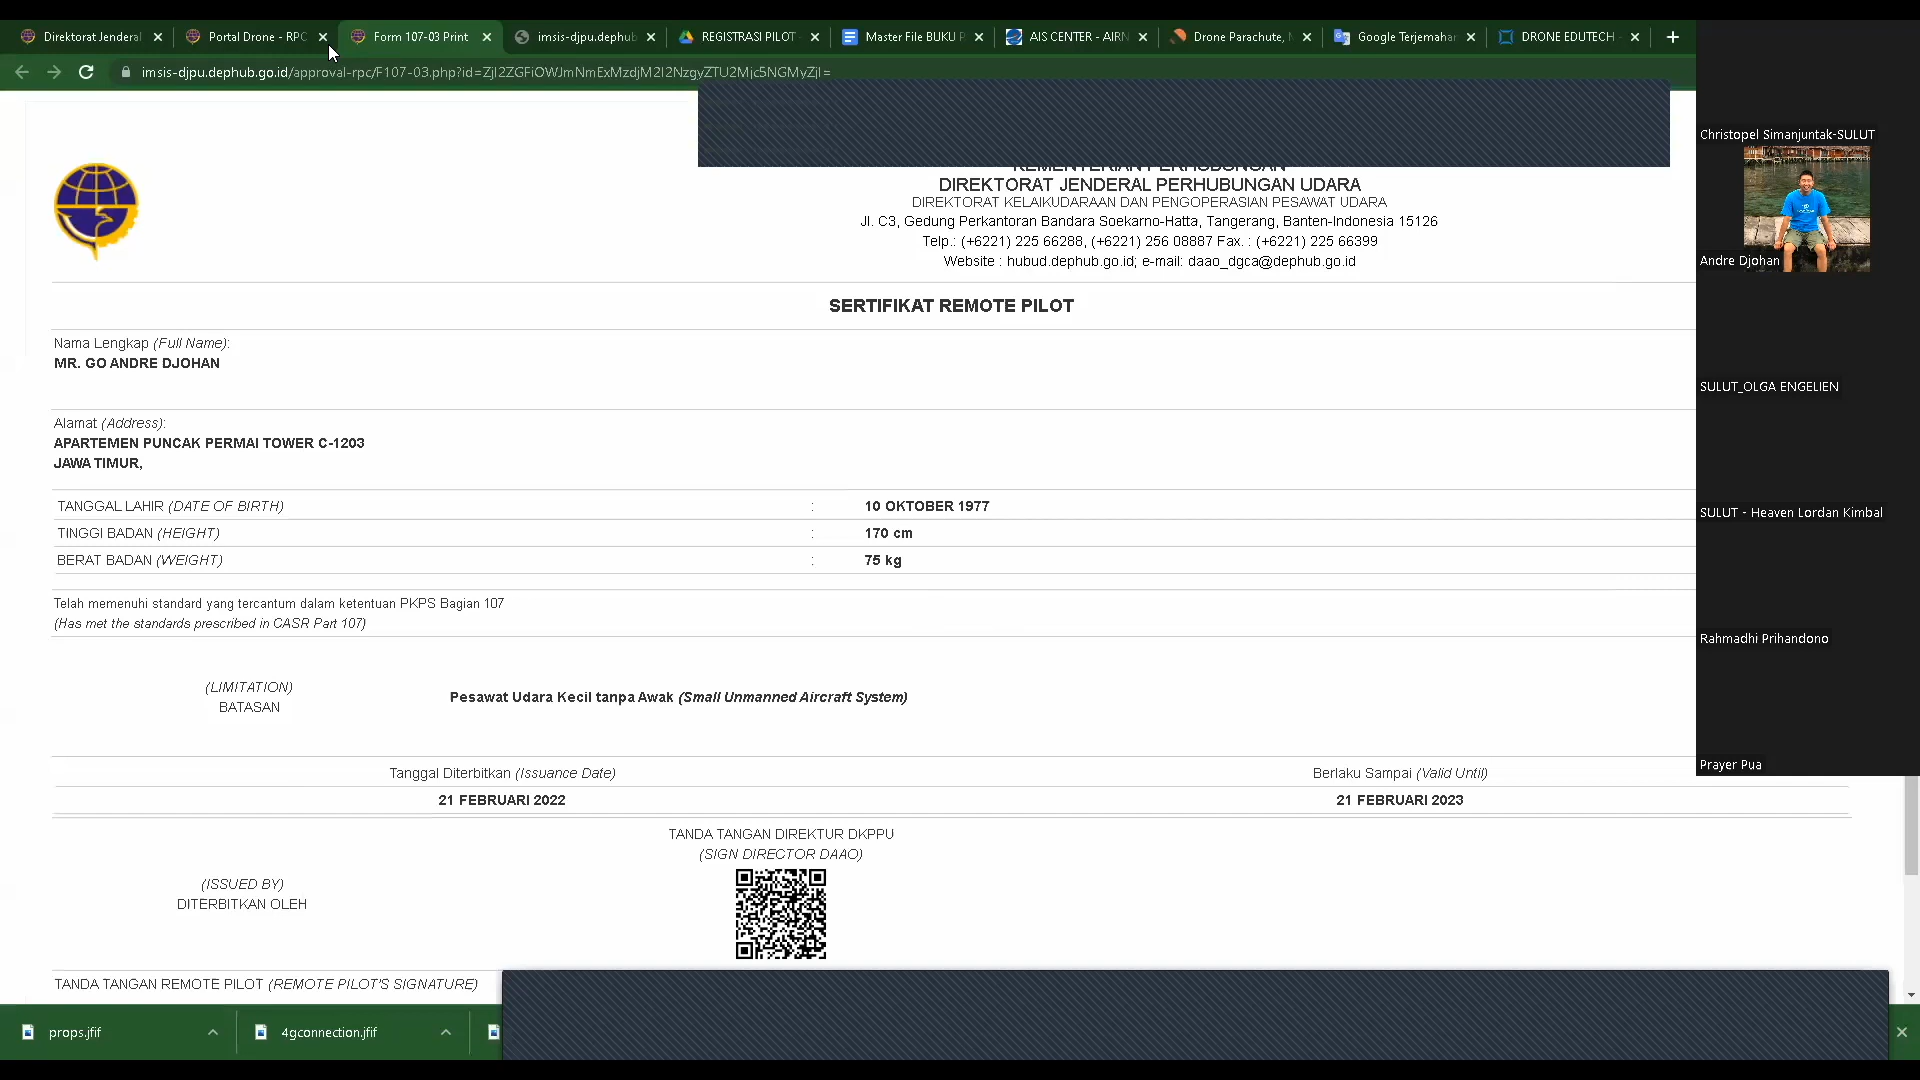 Direktorat Jenderal
Portal Drone - RPC
Form 107-03 Print
imsis-djpu.dephub
REGISTRASI PILOT -
Master File BUKU P
AIS CENTER - AIRN
Drone Parachute,
Google Terjemahan
DRONE EDUTECH
imsis-djpu.dephub.go.id/approval-rpc/F107-03.php?id=
KEMENTERIAN PERHUBUNGAN
DIREKTORAT JENDERAL PERHUBUNGAN UDARA
DIREKTORAT KELAIKUDARAAN DAN PENGOPERASIAN PESAWAT UDARA
Jl. C3, Gedung Perkantoran Bandara Soekarno-Hatta, Tangerang, Banten-Indonesia 15126
Telp.: (+6221) 225 66288, (+6221) 256 08887 Fax. : (+6221) 225 66399
Website : hubud.dephub.go.id; e-mail: daao_dgca@dephub.go.id
SERTIFIKAT REMOTE PILOT
Nama Lengkap (Full Name):
MR. GO ANDRE DJOHAN
Alamat (Address):
APARTEMEN PUNCAK PERMAI TOWER C-1203
JAWA TIMUR,
TANGGAL LAHIR (DATE OF BIRTH) : 10 OKTOBER 1977
TINGGI BADAN (HEIGHT) : 170 cm
BERAT BADAN (WEIGHT) : 75 kg
Telah memenuhi standard yang tercantum dalam ketentuan PKPS Bagian 107
(Has met the standards prescribed in CASR Part 107)
(LIMITATION)
BATASAN
Pesawat Udara Kecil tanpa Awak (Small Unmanned Aircraft System)
Tanggal Diterbitkan (Issuance Date)
Berlaku Sampai (Valid Until)
21 FEBRUARI 2022
21 FEBRUARI 2023
TANDA TANGAN DIREKTUR DKPPU
(SIGN DIRECTOR DAAO)
(ISSUED BY)
DITERBITKAN OLEH
TANDA TANGAN REMOTE PILOT (REMOTE PILOT'S SIGNATURE)
props.jfif
4gconnection.jfif
Christopel Simanjuntak-SULUT
Andre Djohan
SULUT_OLGA ENGELIEN
SULUT - Heaven Lordan Kimbal
Rahmadhi Prihandono
Prayer Pua